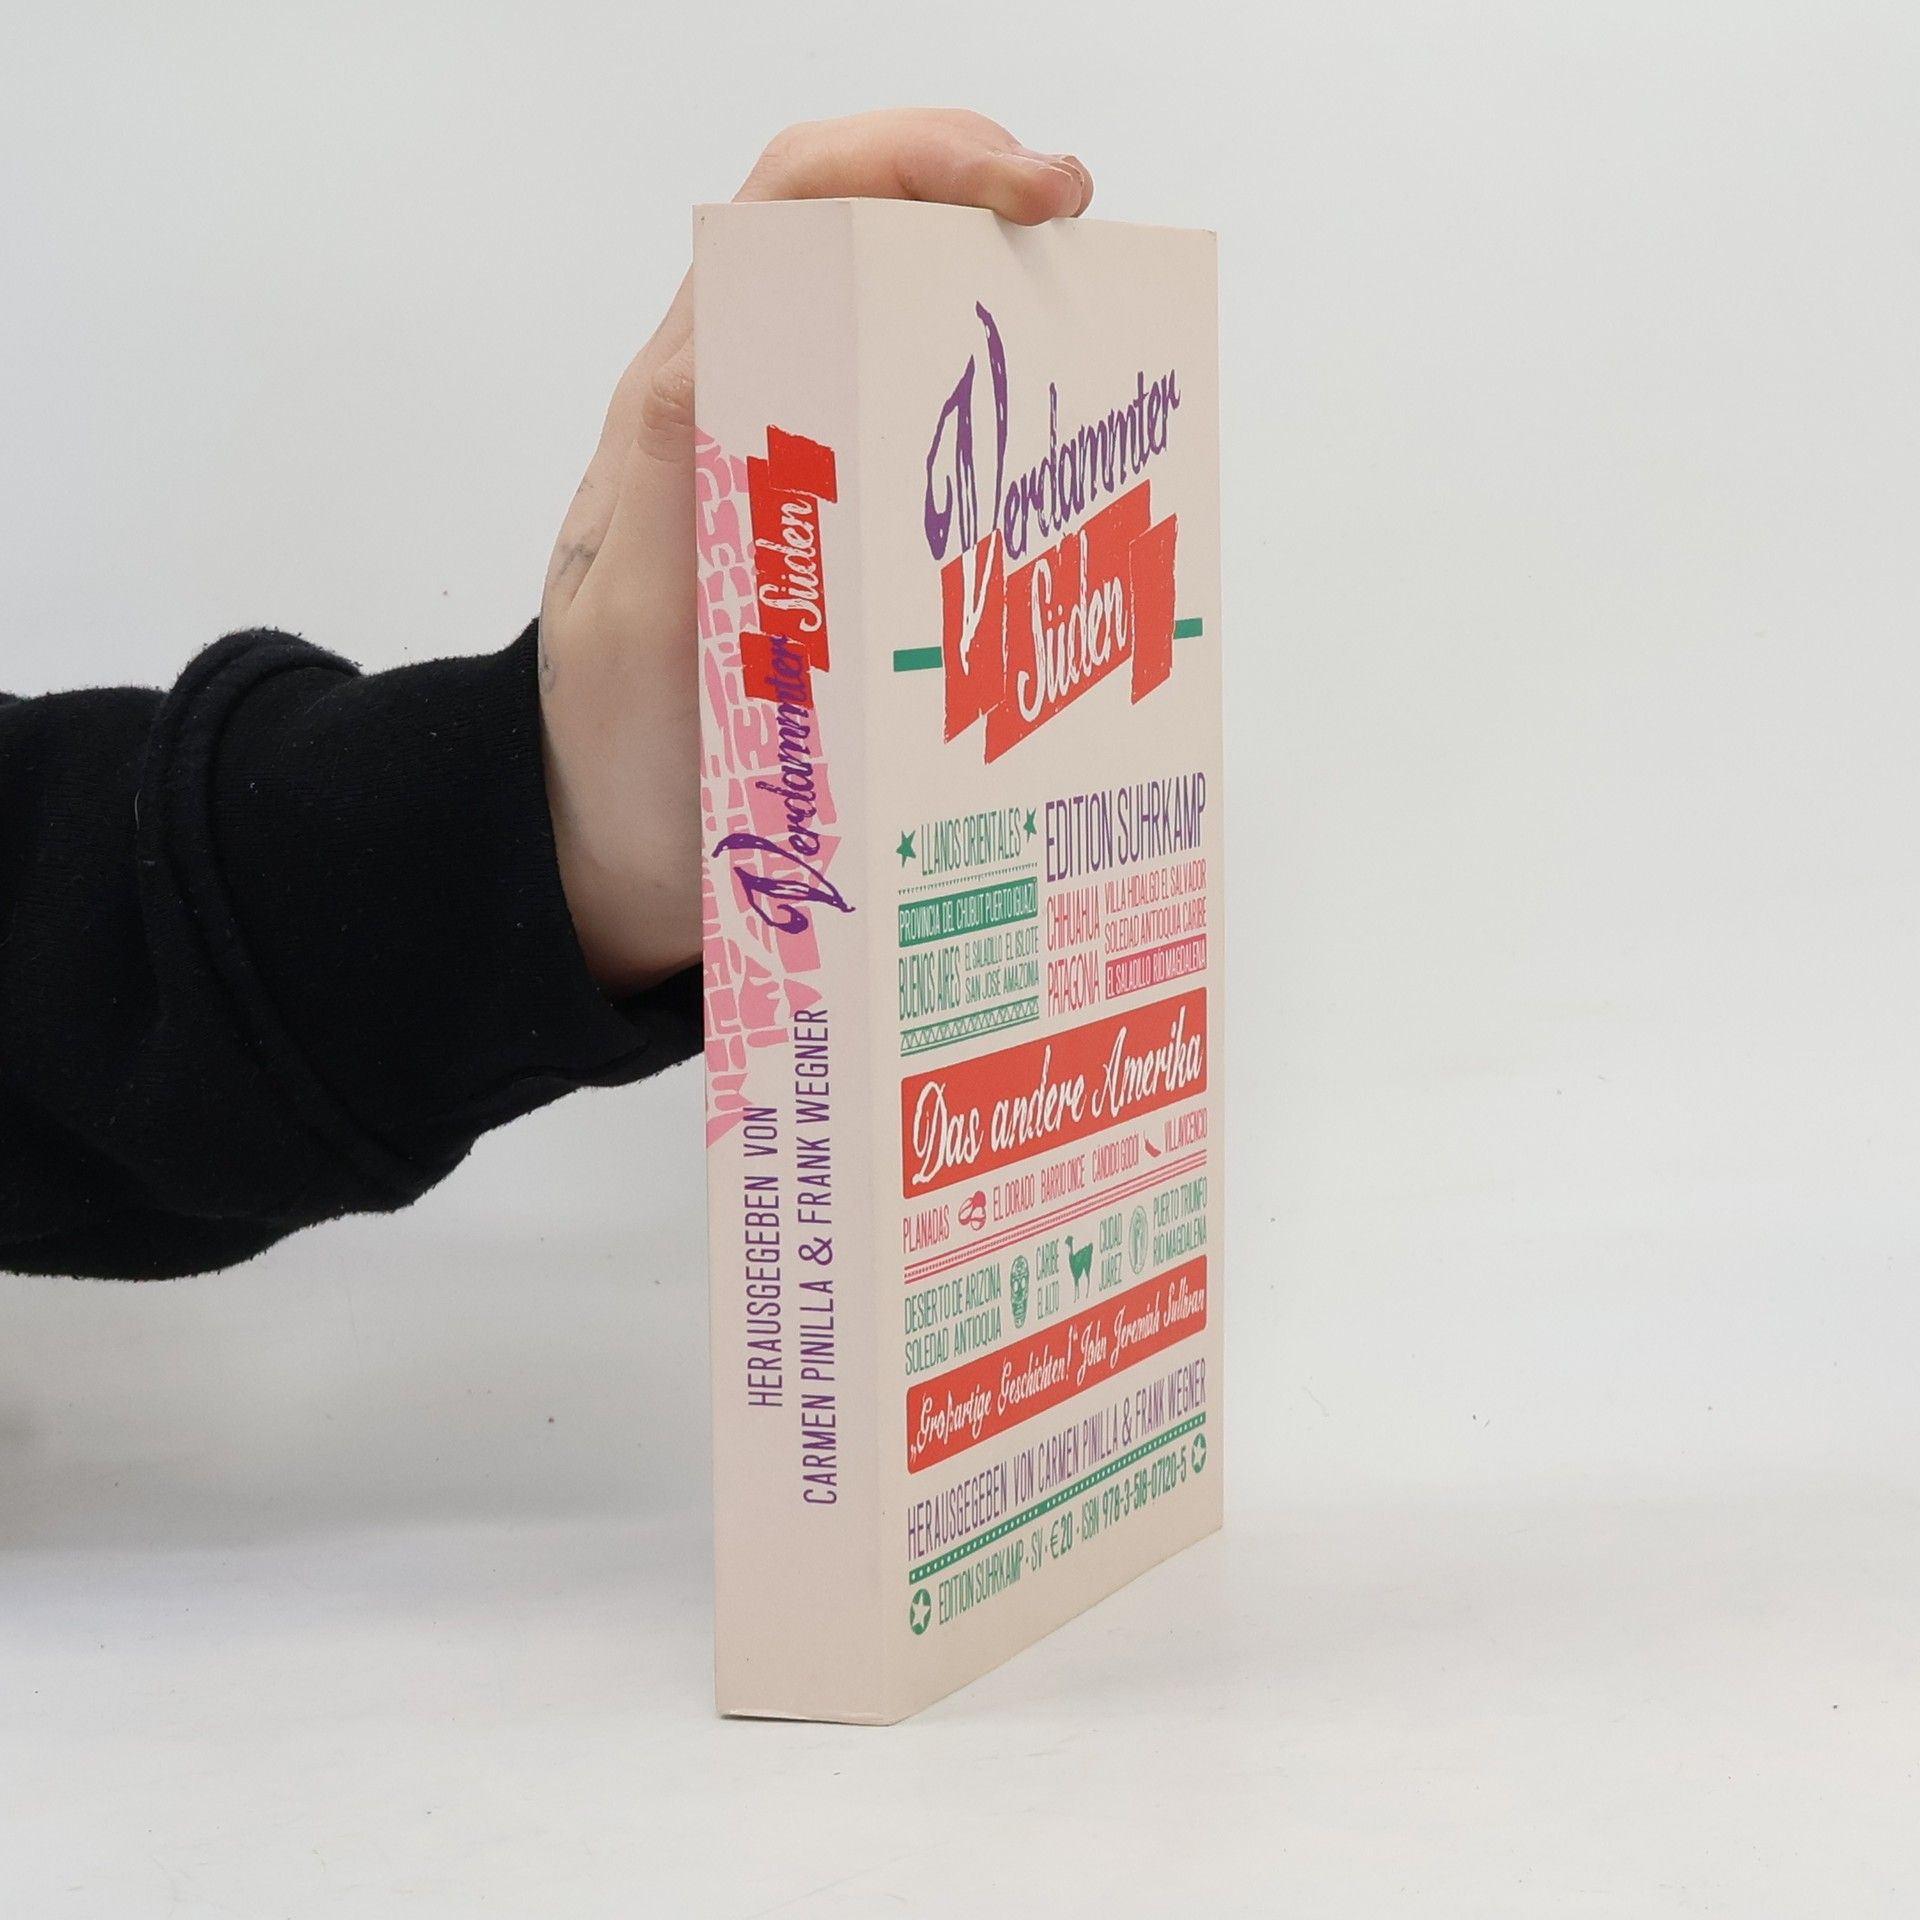 Verdammter
Süden
HERAUSGEGEBEN VON
CARMEN PINILLA & FRANK WEGNER
Verdammter
Süden
LLANOS ORIENTALES
PROVINCIA DEL CHUBUT PUERTO IGUAZÚ
BUENOS AIRES
EL SALADILLO EL ISLOTE
SAN JOSE AMAZONIA
EDITION SUHRKAMP
CHIHUAHUA
VILLA HIDALGO EL SALVADOR
SOLEDAD ANTIOQUIA CARIBE
PATAGONIA
EL SALADILLO RÍO MAGDALENA
Das andere Amerika
PLANADAS EL DORADO BARRIO ONCE CÁNDIDO GODÓI VILLAVICENCIO
DESIERTO DE ARIZONA
SOLEDAD ANTIOQUIA
CARIBE
EL ALTO
CIUDAD
JUÁREZ
PUERTO TRIUNFO
RÍO MAGDALENA
„Großartige Geschichten!“ John Jeremiah Sullivan
HERAUSGEGEBEN VON CARMEN PINILLA & FRANK WEGNER
EDITION SUHRKAMP · SV · €20 · ISBN 978-3-518-07120-5